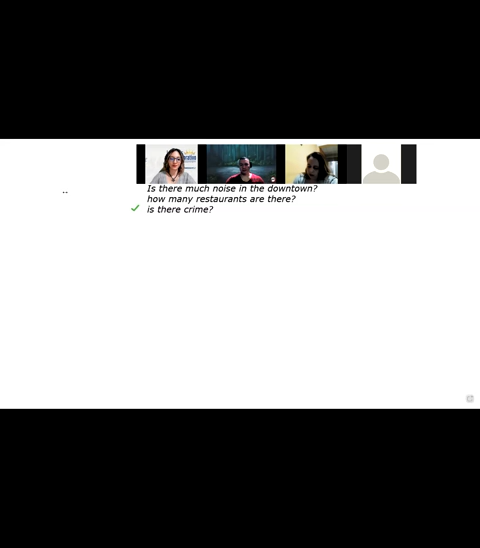 Is there much noise in the downtown?
how many restaurants are there?
is there crime?